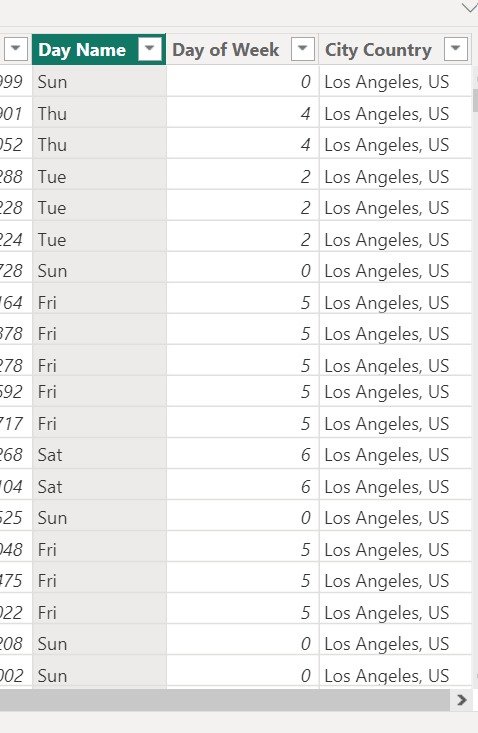 Day Name Day of Week City Country
999 Sun 0 Los Angeles, US
901 Thu 4 Los Angeles, US
052 Thu 4 Los Angeles, US
288 Tue 2 Los Angeles, US
228 Tue 2 Los Angeles, US
224 Tue 2 Los Angeles, US
728 Sun 0 Los Angeles, US
164 Fri 5 Los Angeles, US
378 Fri 5 Los Angeles, US
278 Fri 5 Los Angeles, US
592 Fri 5 Los Angeles, US
717 Fri 5 Los Angeles, US
268 Sat 6 Los Angeles, US
104 Sat 6 Los Angeles, US
525 Sun 0 Los Angeles, US
048 Fri 5 Los Angeles, US
475 Fri 5 Los Angeles, US
022 Fri 5 Los Angeles, US
208 Sun 0 Los Angeles, US
002 Sun 0 Los Angeles, US